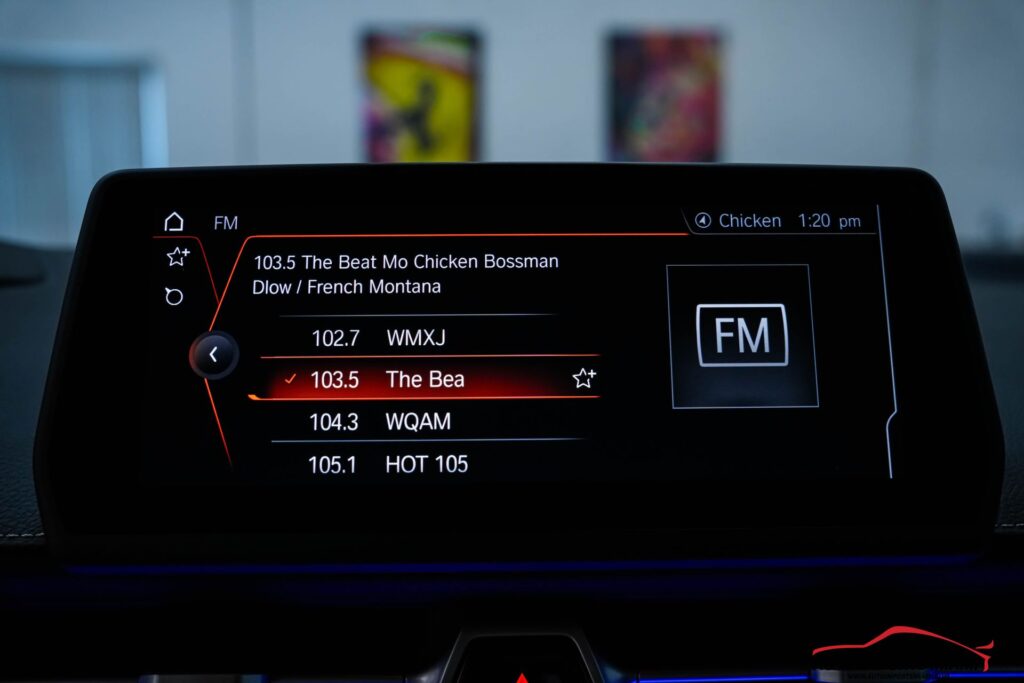 FM
Chicken 1:20 pm
103.5 The Beat Mo Chicken Bossman
Dlow / French Montana
102.7 WMXJ
103.5 The Bea
104.3 WQAM
105.1 HOT 105
FM